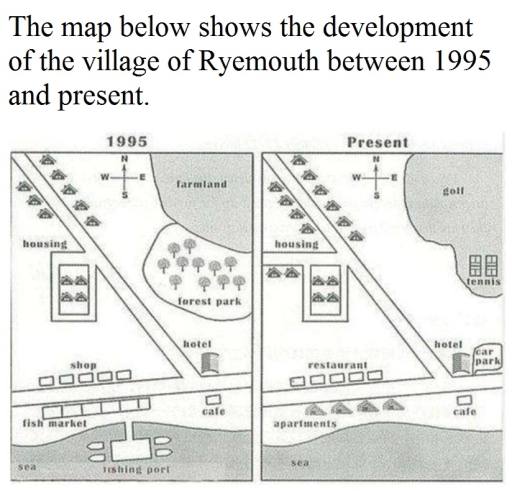 The map below shows the development
of the village of Ryemouth between 1995
and present.
1995
N
W
E
S
farmland
housing
forest park
hotel
shop
cafe
fish market
sea
fishing port
Present
N
W
E
S
golf
housing
tennis
hotel
car
park
restaurant
cafe
apartments
sea